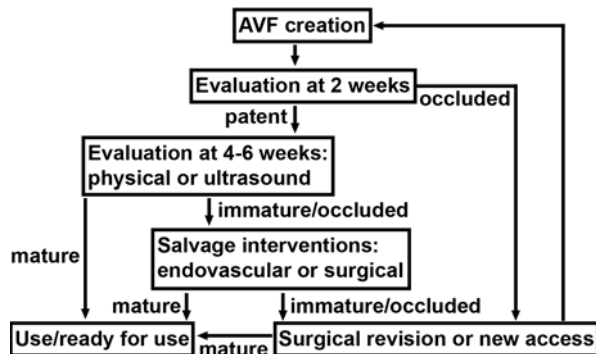 AVF creation
Evaluation at 2 weeks
occluded
patent
Evaluation at 4-6 weeks:
physical or ultrasound
immature/occluded
mature
Salvage interventions:
endovascular or surgical
mature
immature/occluded
Use/ready for use
mature
Surgical revision or new access